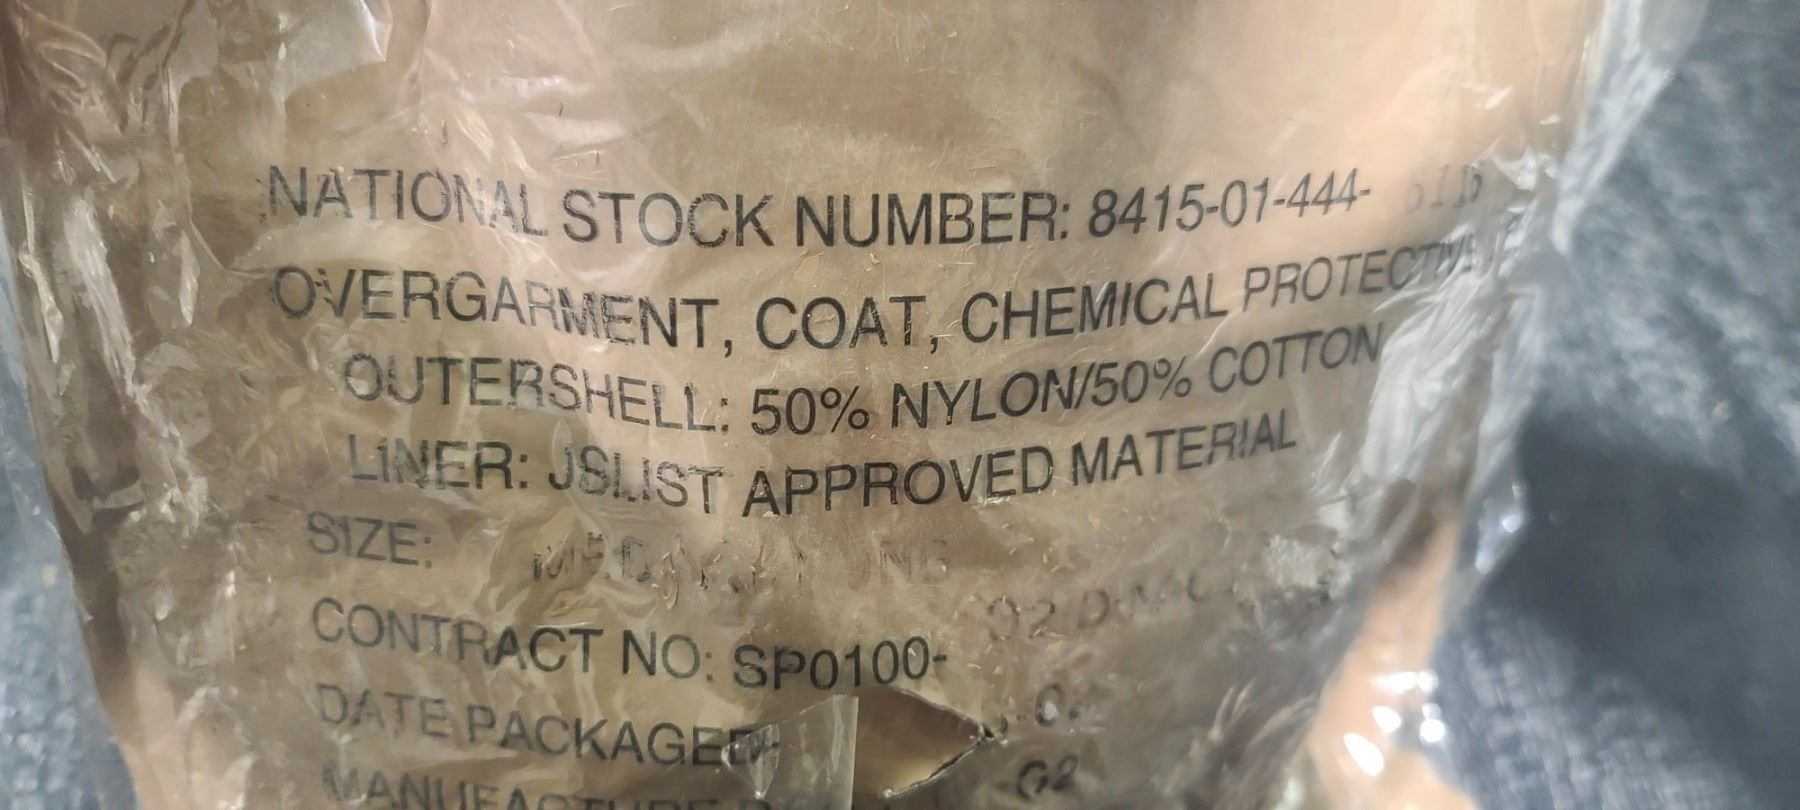 NATIONAL STOCK NUMBER: 8415-01-444-
OVERGARMENT, COAT, CHEMICAL PROTECTIVE
OUTERSHELL: 50% NYLON/50% COTTON
LINER: JSLIST APPROVED MATERIAL
SIZE:
CONTRACT NO: SP0100-
DATE PACKAGED:
-02